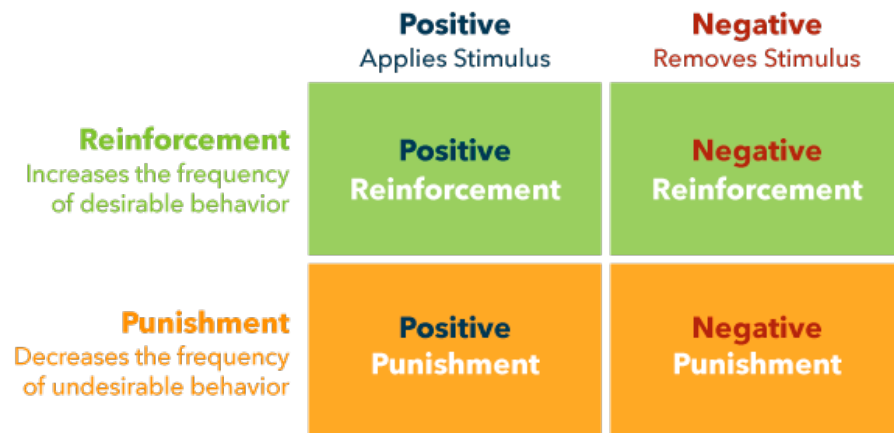 Positive
Applies Stimulus
Negative
Removes Stimulus
Reinforcement
Increases the frequency
of desirable behavior
Positive
Reinforcement
Negative
Reinforcement
Punishment
Decreases the frequency
of undesirable behavior
Positive
Punishment
Negative
Punishment